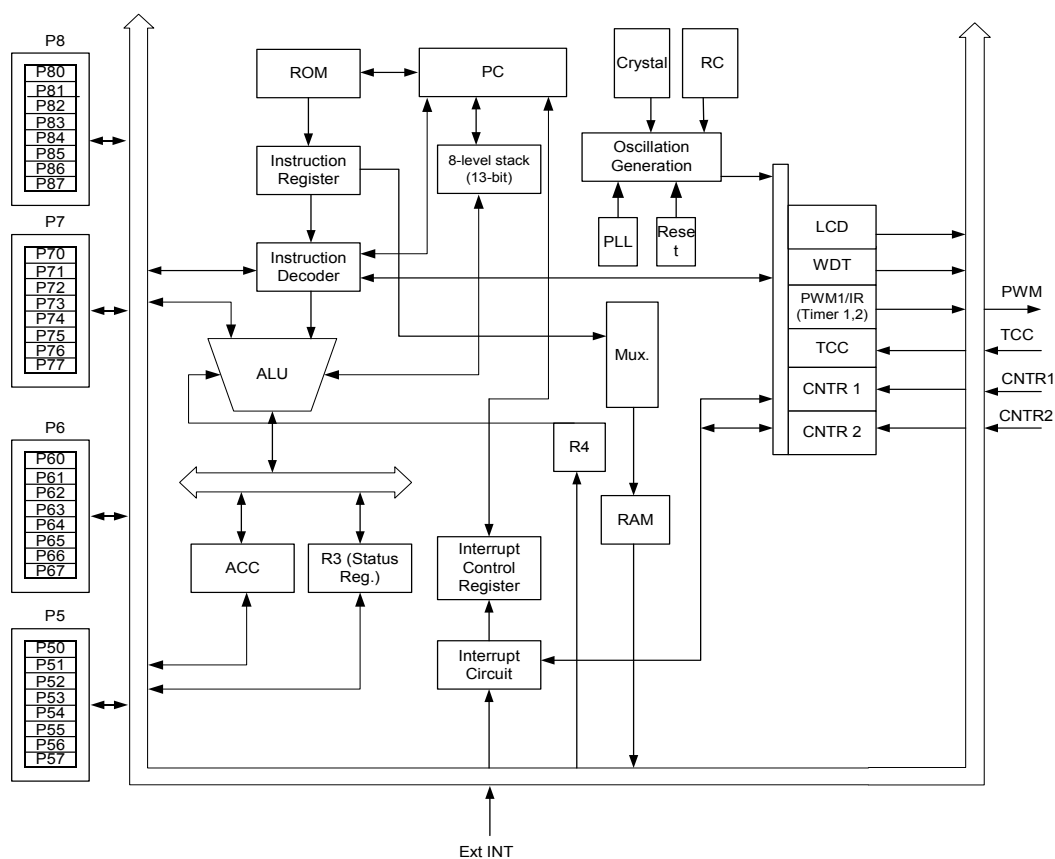 P8
P80
P81
P82
P83
P84
P85
P86
P87
P7
P70
P71
P72
P73
P74
P75
P76
P77
P6
P60
P61
P62
P63
P64
P65
P66
P67
P5
P50
P51
P52
P53
P54
P55
P56
P57
ROM
PC
Crystal
RC
Instruction
Register
8-level stack
(13-bit)
Oscillation
Generation
PLL
Rese
t
Instruction
Decoder
LCD
WDT
PWM1/IR
(Timer 1,2)
TCC
CNTR 1
CNTR 2
PWM
TCC
CNTR1
CNTR2
ALU
Mux.
R4
RAM
ACC
R3 (Status
Reg.)
Interrupt
Control
Register
Interrupt
Circuit
Ext INT